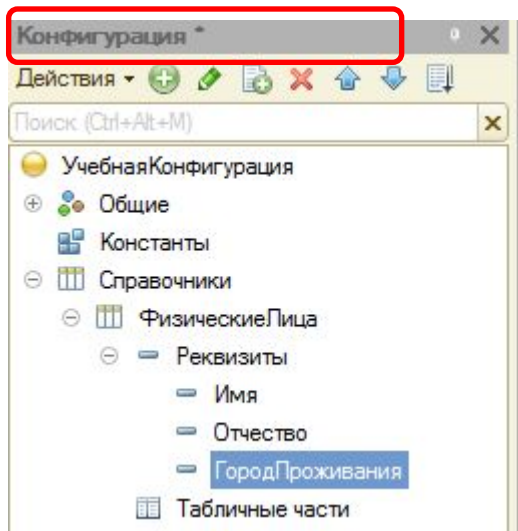 Конфигурация *
Действия
Поиск (Ctrl+Alt+M)
УчебнаяКонфигурация
Общие
Константы
Справочники
ФизическиеЛица
Реквизиты
Имя
Отчество
ГородПроживания
Табличные части